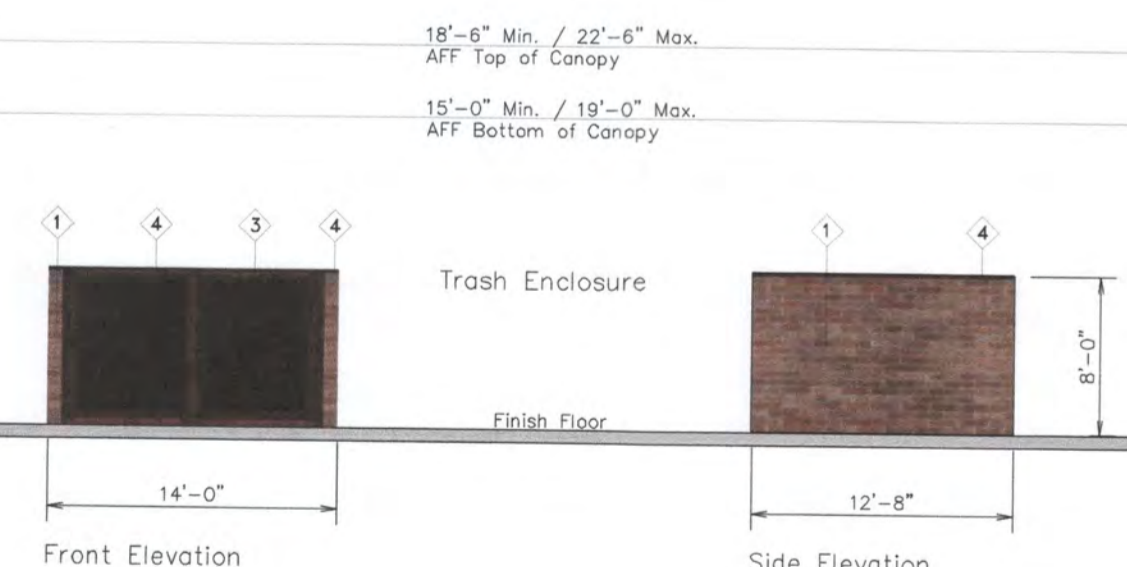 18'-6" Min. / 22'-6" Max.
AFF Top of Canopy
15'-0" Min. / 19'-0" Max.
AFF Bottom of Canopy
1
4
3
4
1
4
Trash Enclosure
8'-0"
Finish Floor
14'-0"
12'-8"
Front Elevation
Side Elevation